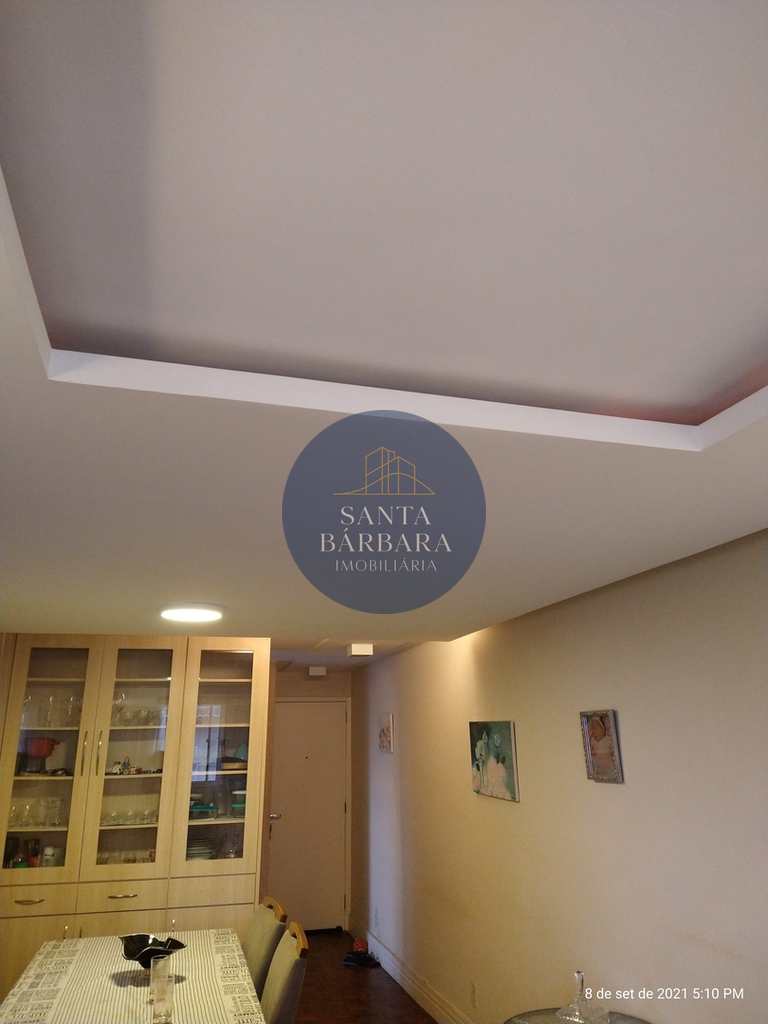 SANTA
BÁRBARA
IMOBILIÁRIA
8 de set de 2021 5:10 PM